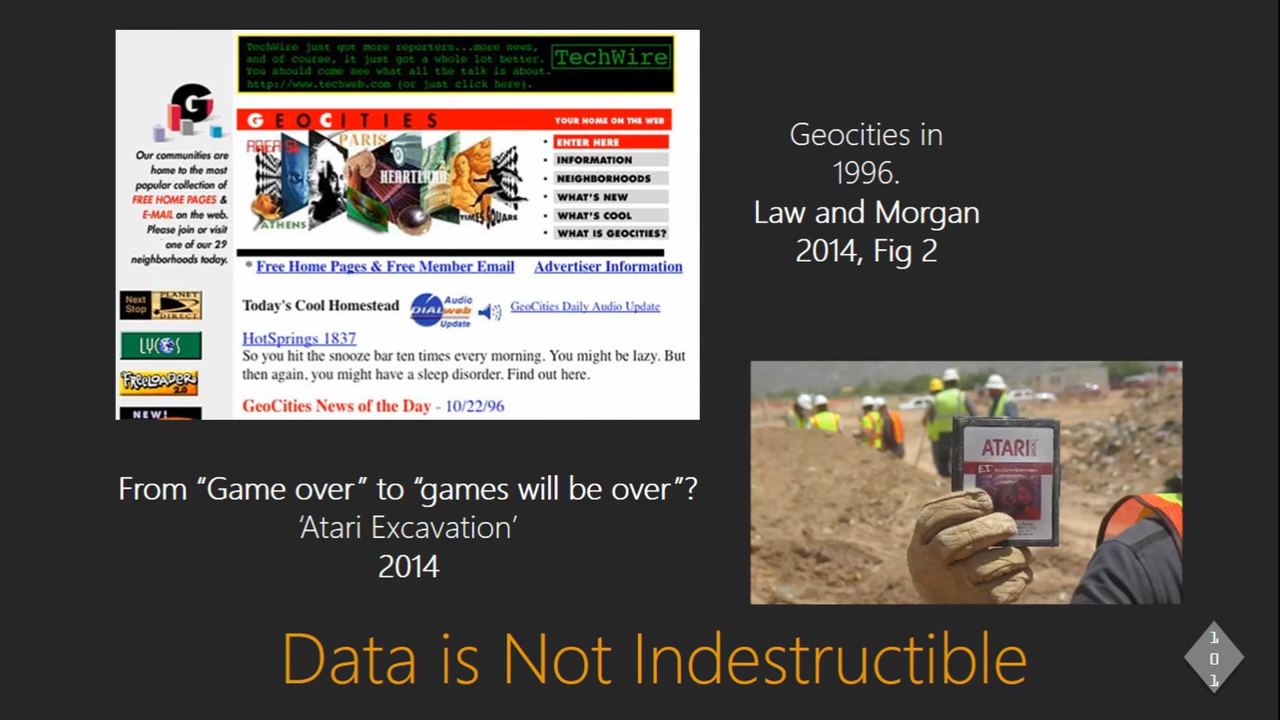 TechWire just got more reporters...more news,
and of course, it just got a whole lot better.
You should come see what all the talk is about.
http://www.techweb.com (or just click here).
TechWire
G
GEOCITIES
YOUR HOME ON THE WEB
AREA 51
PARIS
HEARTLAND
ATHENS
TIMES SQUARE
ENTER HERE
INFORMATION
NEIGHBORHOODS
WHAT'S NEW
WHAT'S COOL
WHAT IS GEOCITIES?
Our communities are
home to the most
popular collection of
FREE HOME PAGES &
E-MAIL on the web.
Please join or visit
one of our 29
neighborhoods today.
* Free Home Pages & Free Member Email Advertiser Information
Next
Stop
PLANET
DIRECT
LYCOS
FREELOADER
2.0
NEW!
Today's Cool Homestead
Audio
DIALweb
Update
GeoCities Daily Audio Update
HotSprings 1837
So you hit the snooze bar ten times every morning. You might be lazy. But
then again, you might have a sleep disorder. Find out here.
GeoCities News of the Day - 10/22/96
Geocities in
1996.
Law and Morgan
2014, Fig 2
From “Game over” to “games will be over”?
‘Atari Excavation’
2014
ATARI
E.T.
Data is Not Indestructible
1
0
1